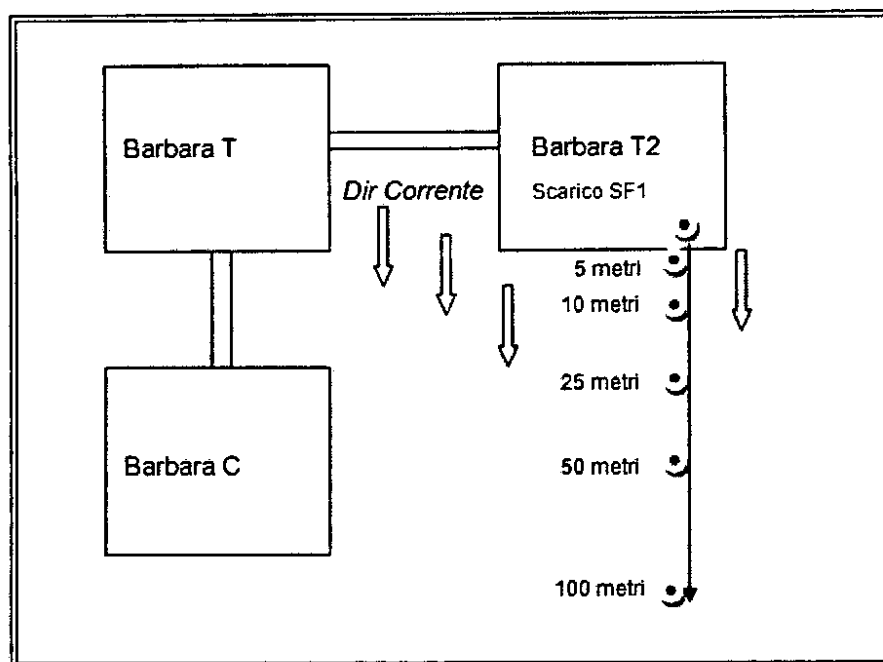 Barbara T
Barbara T2
Scarico SF1
Dir Corrente
5 metri
10 metri
25 metri
50 metri
100 metri
Barbara C